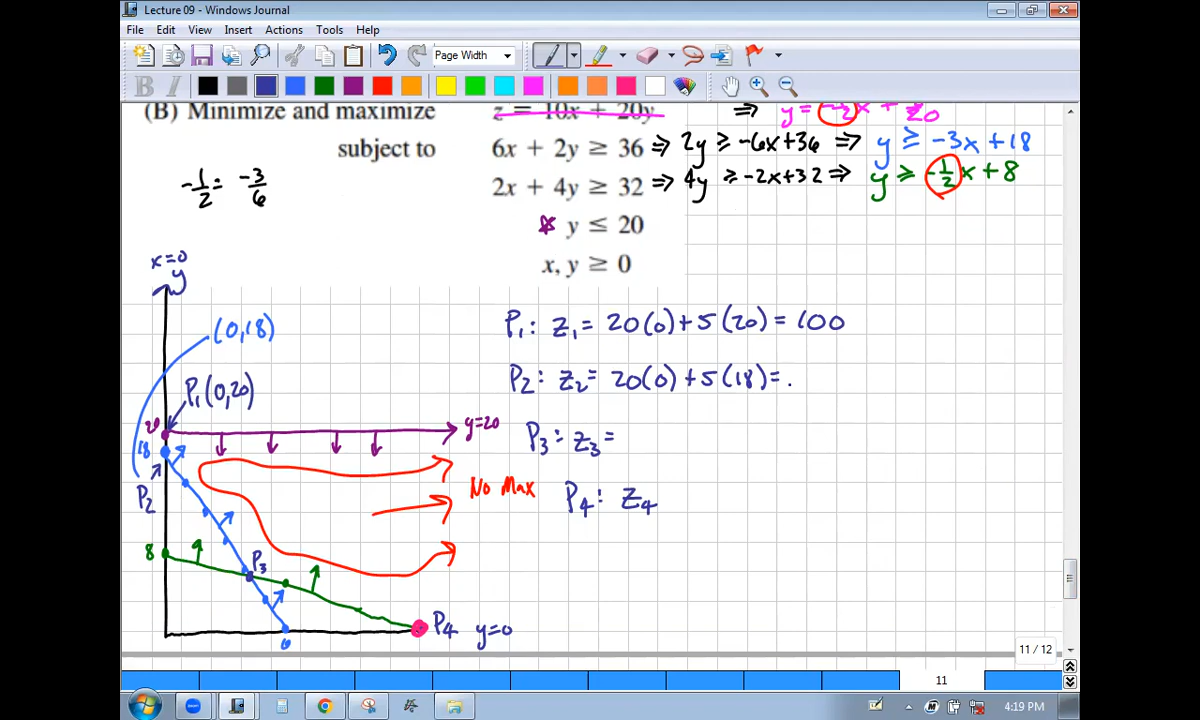 Lecture 09 - Windows Journal
File Edit View Insert Actions Tools Help
Page Width
B I U
(B) Minimize and maximize z = 10x + 20y ⇒ y = -½x + z0
subject to 6x + 2y ≥ 36 ⇒ 2y ≥ -6x+36 ⇒ y ≥ -3x +18
2x + 4y ≥ 32 ⇒ 4y ≥ -2x+32 ⇒ y ≥ -½x + 8
-1/2 = -3/6
* y ≤ 20
x, y ≥ 0
x=0
y
(0,18)
P1: z1 = 20(0)+5(20) = 100
P1(0,20)
P2: z2 = 20(0)+5(18) = .
20
y=20
18
P3: z3 =
P2
No Max
P4: z4
8
P3
P4 y=0
6
11 / 12
11
4:19 PM